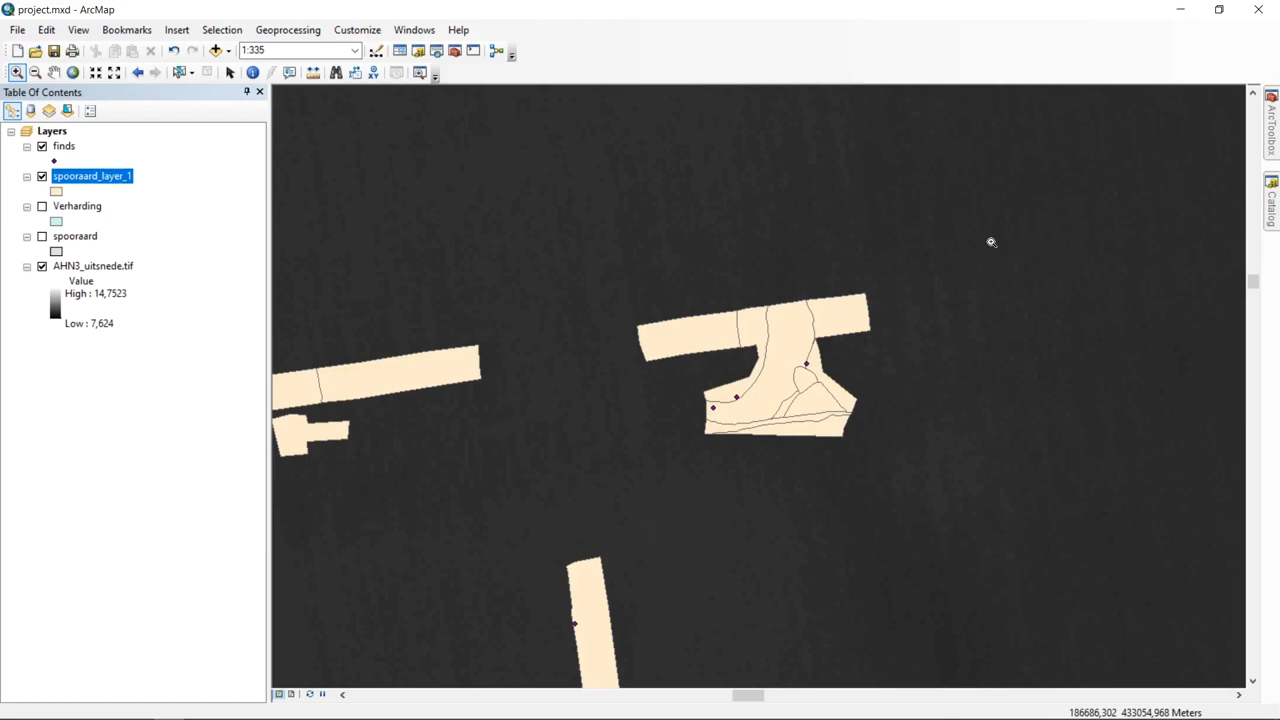 project.mxd - ArcMap
File Edit View Bookmarks Insert Selection Geoprocessing Customize Windows Help
1:335
Table Of Contents
Layers
finds
spooraard_layer_1
Verharding
spooraard
AHN3_uitsnede.tif
Value
High : 14,7523
Low : 7,624
ArcToolbox
Catalog
186686,302 433054,968 Meters